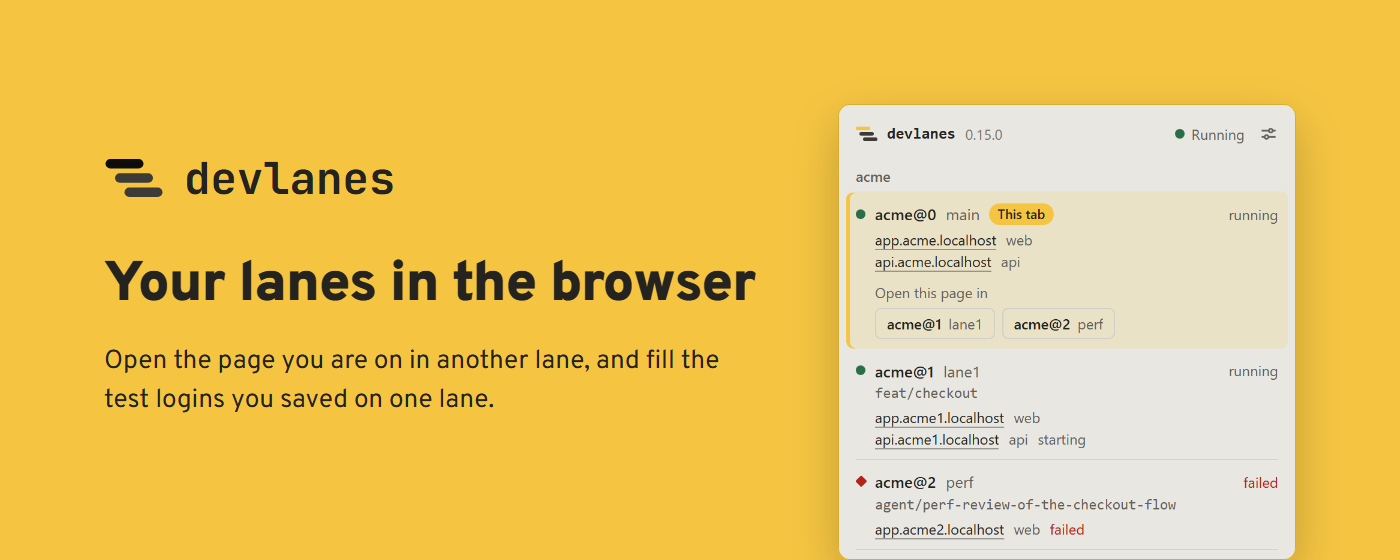 devlanes
Your lanes in the browser
Open the page you are on in another lane, and fill the
test logins you saved on one lane.
devlanes 0.15.0 Running
acme
acme@0 main This tab running
app.acme.localhost web
api.acme.localhost api
Open this page in
acme@1 lane1 acme@2 perf
acme@1 lane1 running
feat/checkout
app.acme1.localhost web
api.acme1.localhost api starting
acme@2 perf failed
agent/perf-review-of-the-checkout-flow
app.acme2.localhost web failed